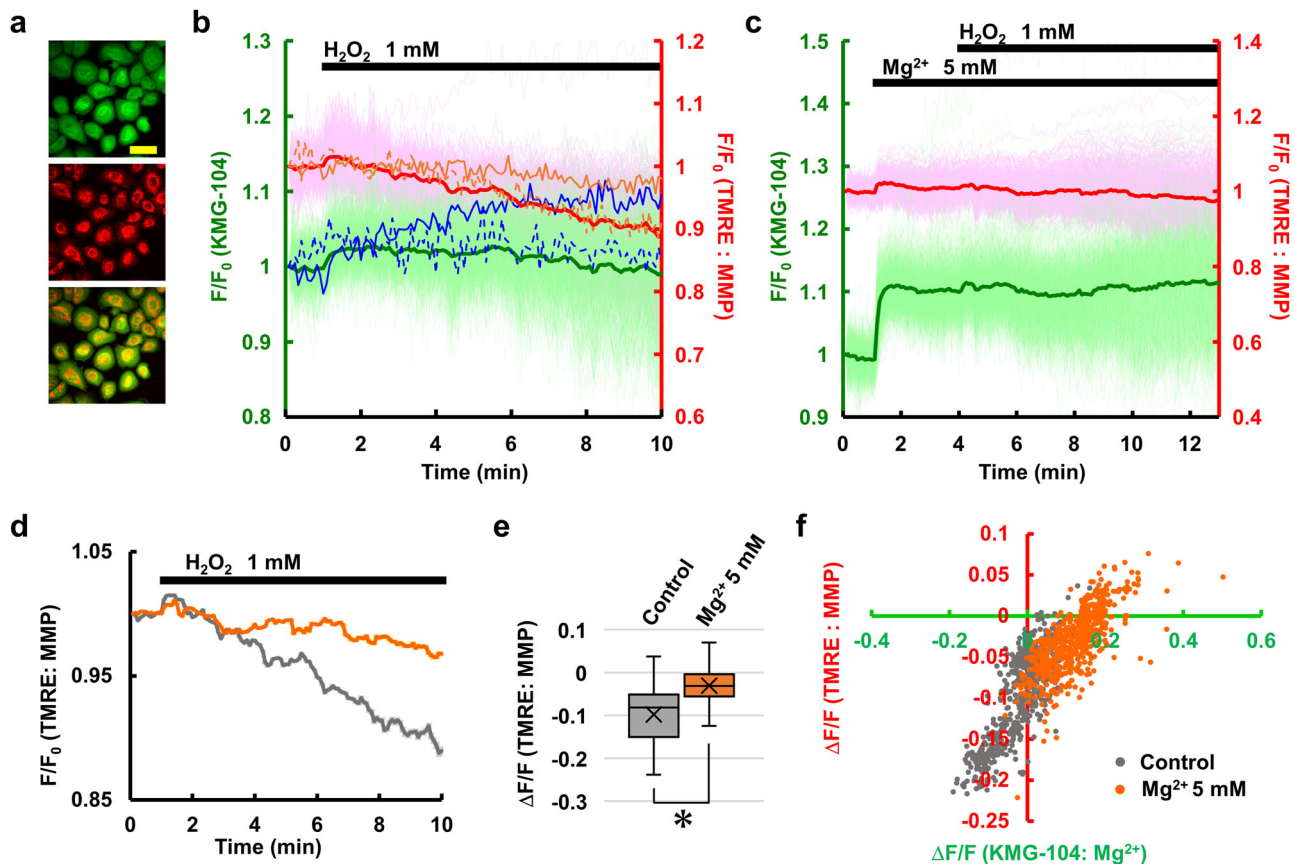 a
b
H₂O₂ 1 mM
F/F₀ (KMG-104)
1.3
1.2
1.1
1
0.9
0.8
F/F₀ (TMRE : MMP)
1.2
1.1
1
0.9
0.8
0.7
0.6
0 2 4 6 8 10
Time (min)
c
H₂O₂ 1 mM
Mg²⁺ 5 mM
F/F₀ (KMG-104)
1.5
1.4
1.3
1.2
1.1
1
0.9
F/F₀ (TMRE : MMP)
1.4
1.2
1
0.8
0.6
0.4
0 2 4 6 8 10 12
Time (min)
d
H₂O₂ 1 mM
F/F₀ (TMRE: MMP)
1.05
0.95
0.85
0 2 4 6 8 10
Time (min)
e
Control
Mg²⁺ 5 mM
ΔF/F (TMRE: MMP)
0.1
0
-0.1
-0.2
-0.3
*
f
ΔF/F (TMRE : MMP)
0.1
0.05
0
-0.05
-0.1
-0.15
-0.2
-0.25
-0.4 -0.2 0 0.2 0.4 0.6
Control
Mg²⁺ 5 mM
ΔF/F (KMG-104: Mg²⁺)